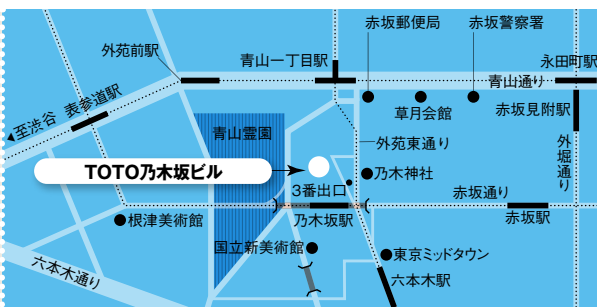 赤坂郵便局
赤坂警察署
外苑前駅
青山一丁目駅
永田町駅
青山通り
表参道駅
◀至渋谷
草月会館
赤坂見附駅
青山霊園
外苑東通り
外堀通り
TOTO乃木坂ビル
3番出口
乃木神社
赤坂通り
根津美術館
乃木坂駅
赤坂駅
国立新美術館
東京ミッドタウン
六本木通り
六本木駅